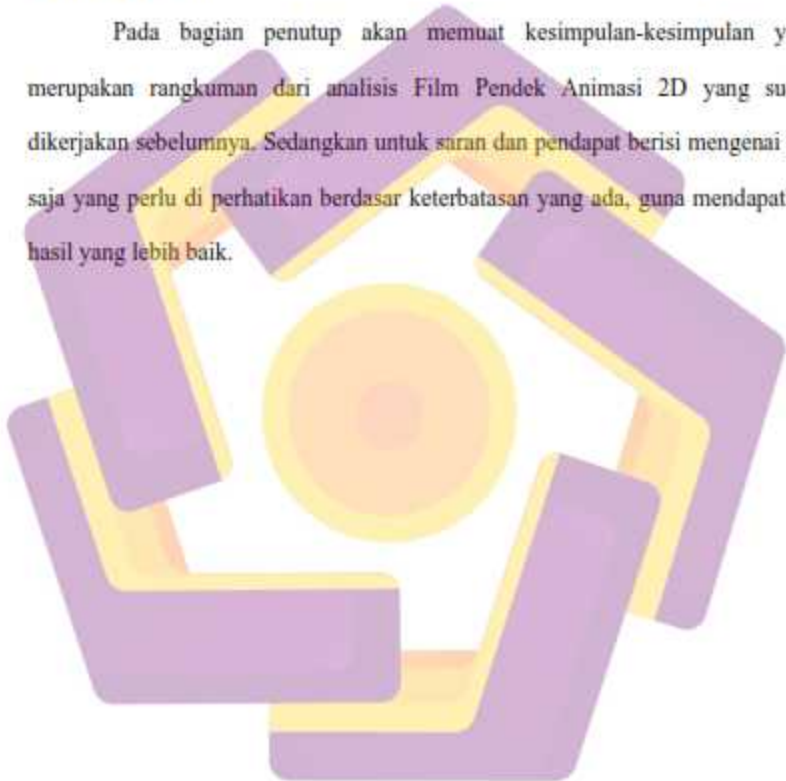 Pada bagian penutup akan memuat kesimpulan-kesimpulan y
merupakan rangkuman dari analisis Film Pendek Animasi 2D yang su
dikerjakan sebelumnya. Sedangkan untuk saran dan pendapat berisi mengenai
saja yang perlu di perhatikan berdasar keterbatasan yang ada, guna mendapat
hasil yang lebih baik.